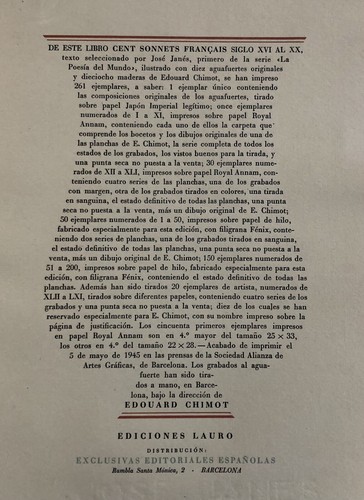 DE ESTE LIBRO CENT SONNETS FRANÇAIS SIGLO XVI AL XX,
texto seleccionado por José Janés, primero de la serie «La
Poesía del Mundo», ilustrado con diez aguafuertes originales
y dieciocho maderas de Edouard Chimot, se han impreso
261 ejemplares, a saber: 1 ejemplar único conteniendo
las composiciones originales de los aguafuertes, tirado
sobre papel Japón Imperial legítimo; once ejemplares
numerados de I a XI, impresos sobre papel Royal
Annam, conteniendo cada uno de ellos la carpeta que
comprenden los bocetos y los dibujos originales de una de
las planchas de E. Chimot, la serie completa de todos los
estados de los grabados, los vistos buenos para la tirada, y
una punta seca no puesta a la venta; 30 ejemplares nume-
rados de XII a XLI, impresos sobre papel Royal Annam, con-
teniendo cuatro series de las planchas, una de los grabados
con margen, otra de los grabados tirados en colores, una tirada
en sanguina, el estado definitivo de todas las planchas, una punta
seca no puesta a la venta, más un dibujo original de E. Chimot;
50 ejemplares numerados de 1 a 50, impresos sobre papel de hilo,
fabricado especialmente para esta edición, con filigrana Fénix, conte-
niendo dos series de planchas, una de los grabados tirados en sanguina,
el estado definitivo de todas las planchas, una punta seca no puesta a la
venta, más un dibujo original de E. Chimot; 150 ejemplares numerados de
51 a 200, impresos sobre papel de hilo, fabricado especialmente para esta
edición, con filigrana Fénix, conteniendo el estado definitivo de todas las
planchas. Además han sido tirados 20 ejemplares de artista, numerados de
XLII a LXI, tirados sobre diferentes papeles, conteniendo cuatro series de los
grabados y una punta seca no puesta a la venta; diez de los cuales se han
reservado especialmente para E. Chimot, con su nombre impreso sobre la
página de justificación. Los cincuenta primeros ejemplares impresos
en papel Royal Annam son en 4.º mayor del tamaño 25 × 33,
los otros en 4.º del tamaño 22 × 28. — Acabado de imprimir el
5 de mayo de 1945 en las prensas de la Sociedad Alianza de
Artes Gráficas, de Barcelona. Los grabados al agua-
fuerte han sido tira-
dos a mano, en Barce-
lona, bajo la dirección de
EDOUARD CHIMOT
EDICIONES LAURO
DISTRIBUCIÓN:
EXCLUSIVAS EDITORIALES ESPAÑOLAS
Rambla Santa Mónica, 2 - BARCELONA